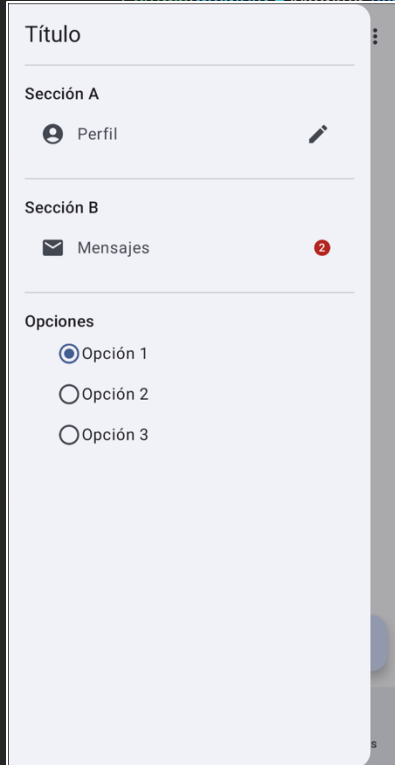 Título
Sección A
Perfil
Sección B
Mensajes 2
Opciones
Opción 1
Opción 2
Opción 3
s